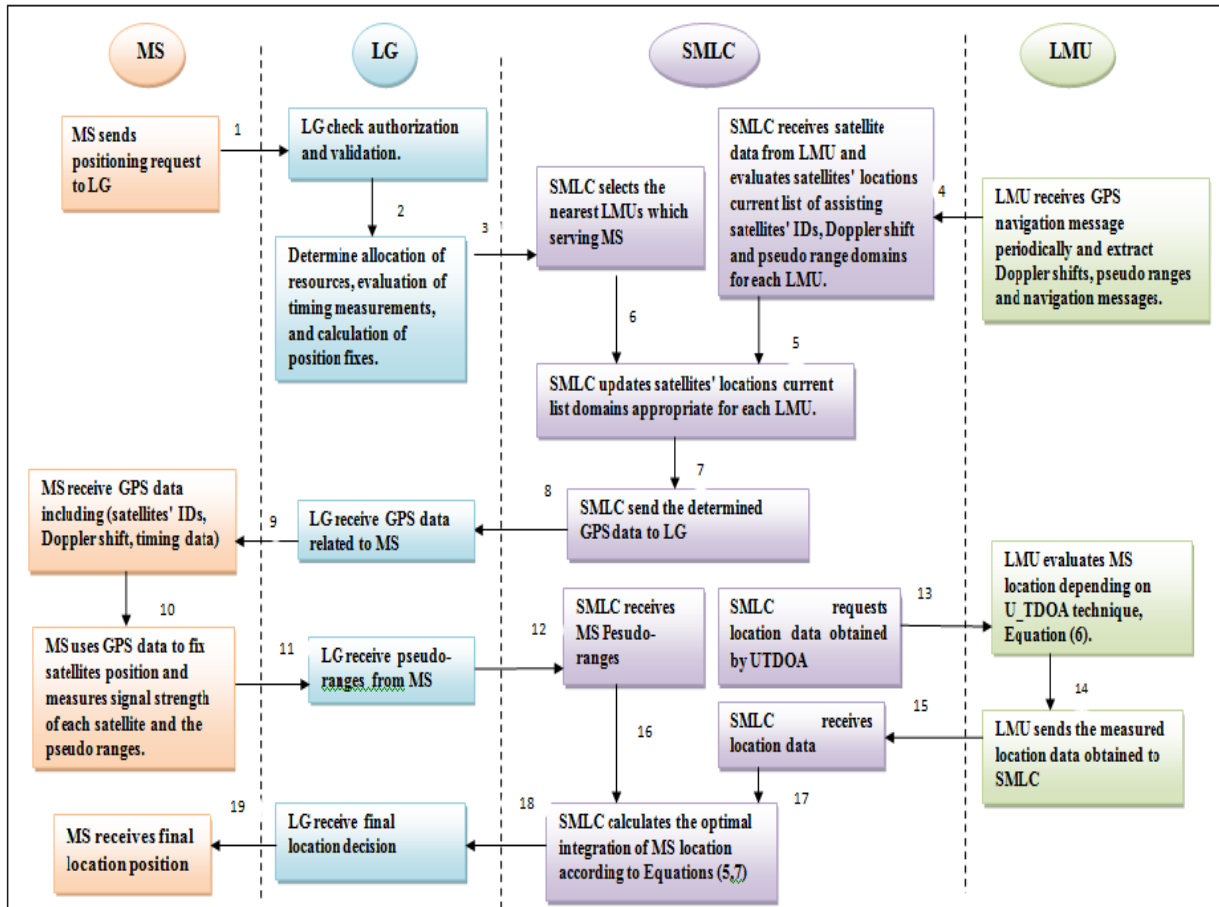 MS
LG
SMLC
LMU
MS sends
positioning request
to LG
1
LG check authorization
and validation.
2
Determine allocation of
resources, evaluation of
timing measurements,
and calculation of
position fixes.
3
SMLC selects the
nearest LMUs which
serving MS
SMLC receives satellite
data from LMU and
evaluates satellites' locations
current list of assisting
satellites' IDs, Doppler shift
and pseudo range domains
for each LMU.
4
LMU receives GPS
navigation message
periodically and extract
Doppler shifts, pseudo ranges
and navigation messages.
6
5
SMLC updates satellites' locations current
list domains appropriate for each LMU.
7
SMLC send the determined
GPS data to LG
8
LG receive GPS data
related to MS
9
MS receive GPS data
including (satellites' IDs,
Doppler shift, timing data)
10
MS uses GPS data to fix
satellites position and
measures signal strength
of each satellite and the
pseudo ranges.
11
LG receive pseudo-
ranges from MS
12
SMLC receives
MS Pesudo-
ranges
SMLC requests
location data obtained
by UTDOA
13
LMU evaluates MS
location depending on
U_TDOA technique,
Equation (6).
14
LMU sends the measured
location data obtained to
SMLC
15
SMLC receives
location data
16
17
SMLC calculates the optimal
integration of MS location
according to Equations (5,7)
18
LG receive final
location decision
19
MS receives final
location position